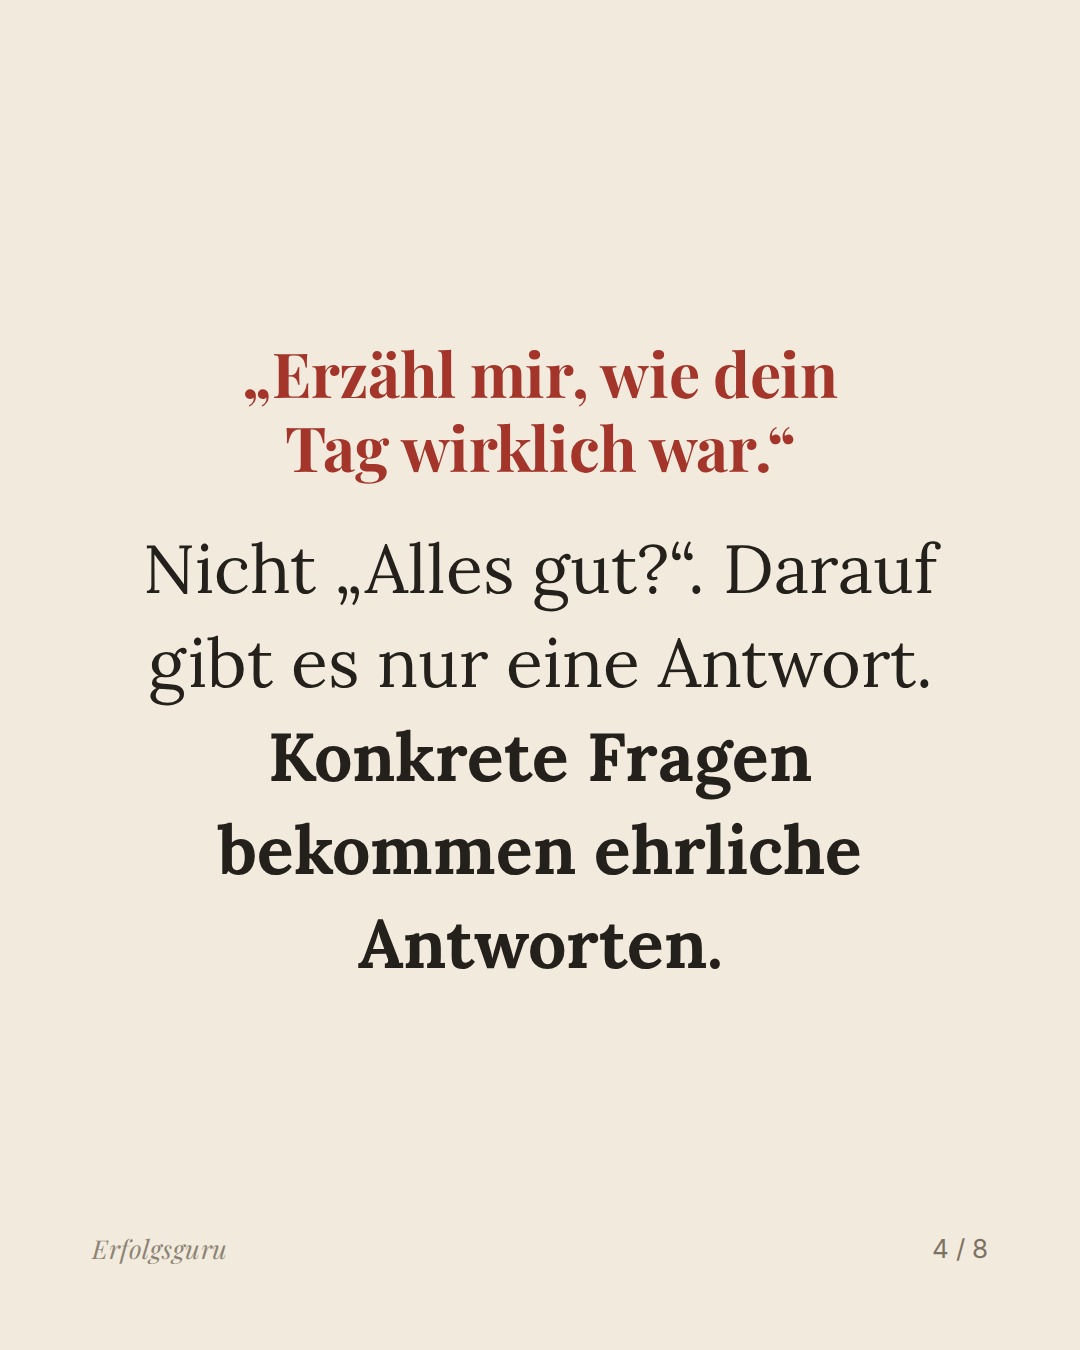 „Erzähl mir, wie dein
Tag wirklich war.“
Nicht „Alles gut?“. Darauf
gibt es nur eine Antwort.
Konkrete Fragen
bekommen ehrliche
Antworten.
Erfolgsguru
4 / 8